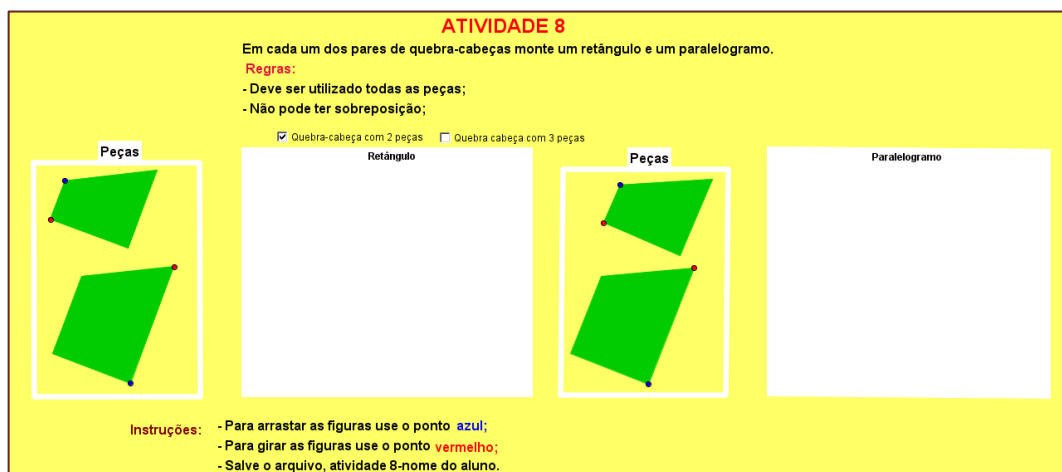 ATIVIDADE 8
Em cada um dos pares de quebra-cabeças monte um retângulo e um paralelogramo.
Regras:
- Deve ser utilizado todas as peças;
- Não pode ter sobreposição;
Quebra-cabeça com 2 peças
Quebra cabeça com 3 peças
Peças
Retângulo
Peças
Paralelogramo
Instruções:
- Para arrastar as figuras use o ponto azul;
- Para girar as figuras use o ponto vermelho;
- Salve o arquivo, atividade 8-nome do aluno.